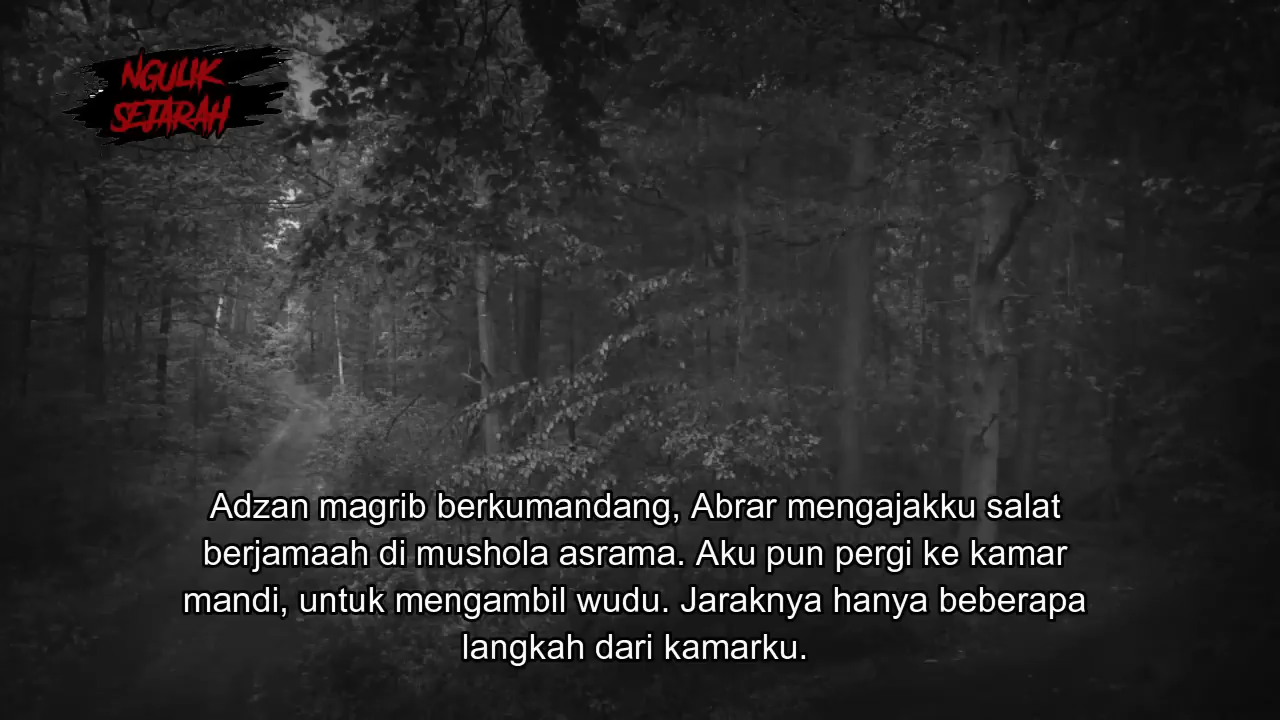 NGULIK
SEJARAH
Adzan magrib berkumandang, Abrar mengajakku salat
berjamaah di mushola asrama. Aku pun pergi ke kamar
mandi, untuk mengambil wudu. Jaraknya hanya beberapa
langkah dari kamarku.